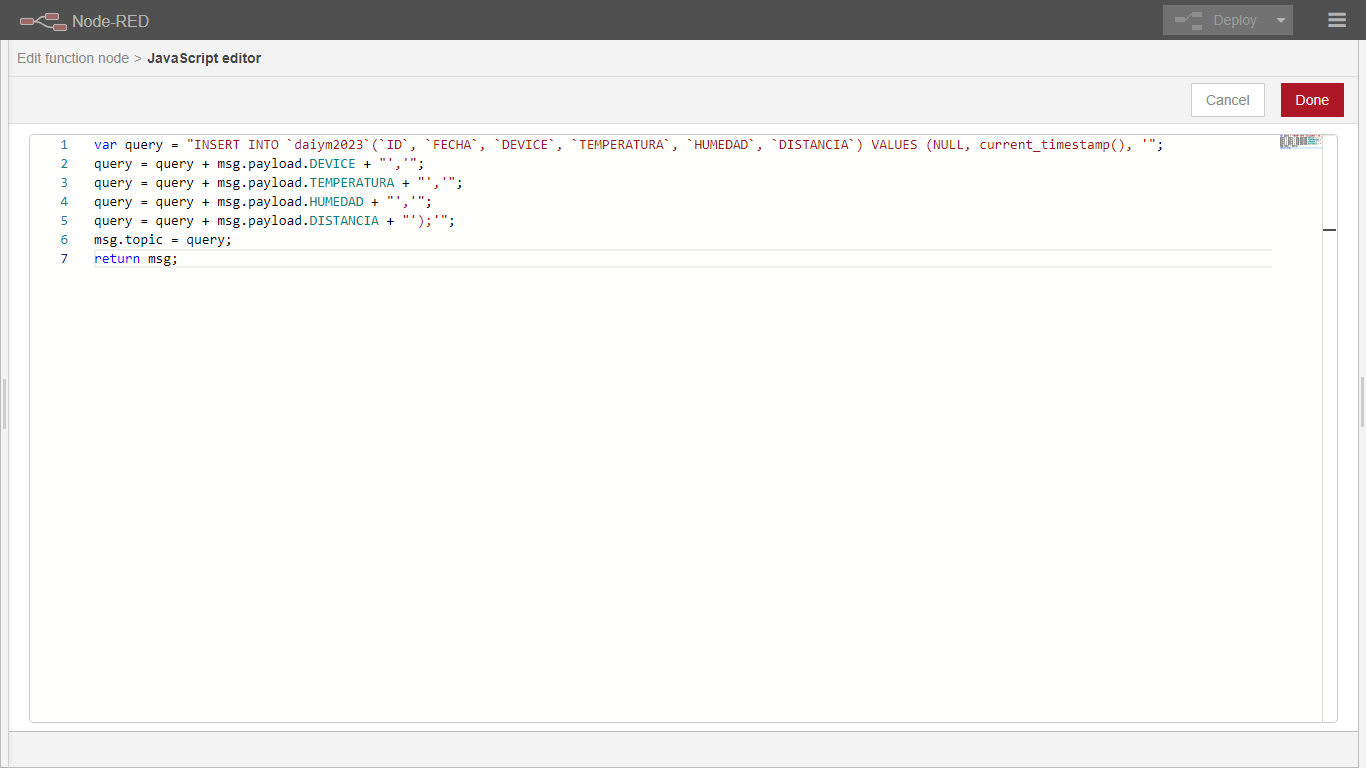 Node-RED
Deploy
Edit function node > JavaScript editor
Cancel
Done
1 var query = "INSERT INTO `daiym2023`(`ID`, `FECHA`, `DEVICE`, `TEMPERATURA`, `HUMEDAD`, `DISTANCIA`) VALUES (NULL, current_timestamp(), '";
2 query = query + msg.payload.DEVICE + "','";
3 query = query + msg.payload.TEMPERATURA + "','";
4 query = query + msg.payload.HUMEDAD + "','";
5 query = query + msg.payload.DISTANCIA + "');'";
6 msg.topic = query;
7 return msg;